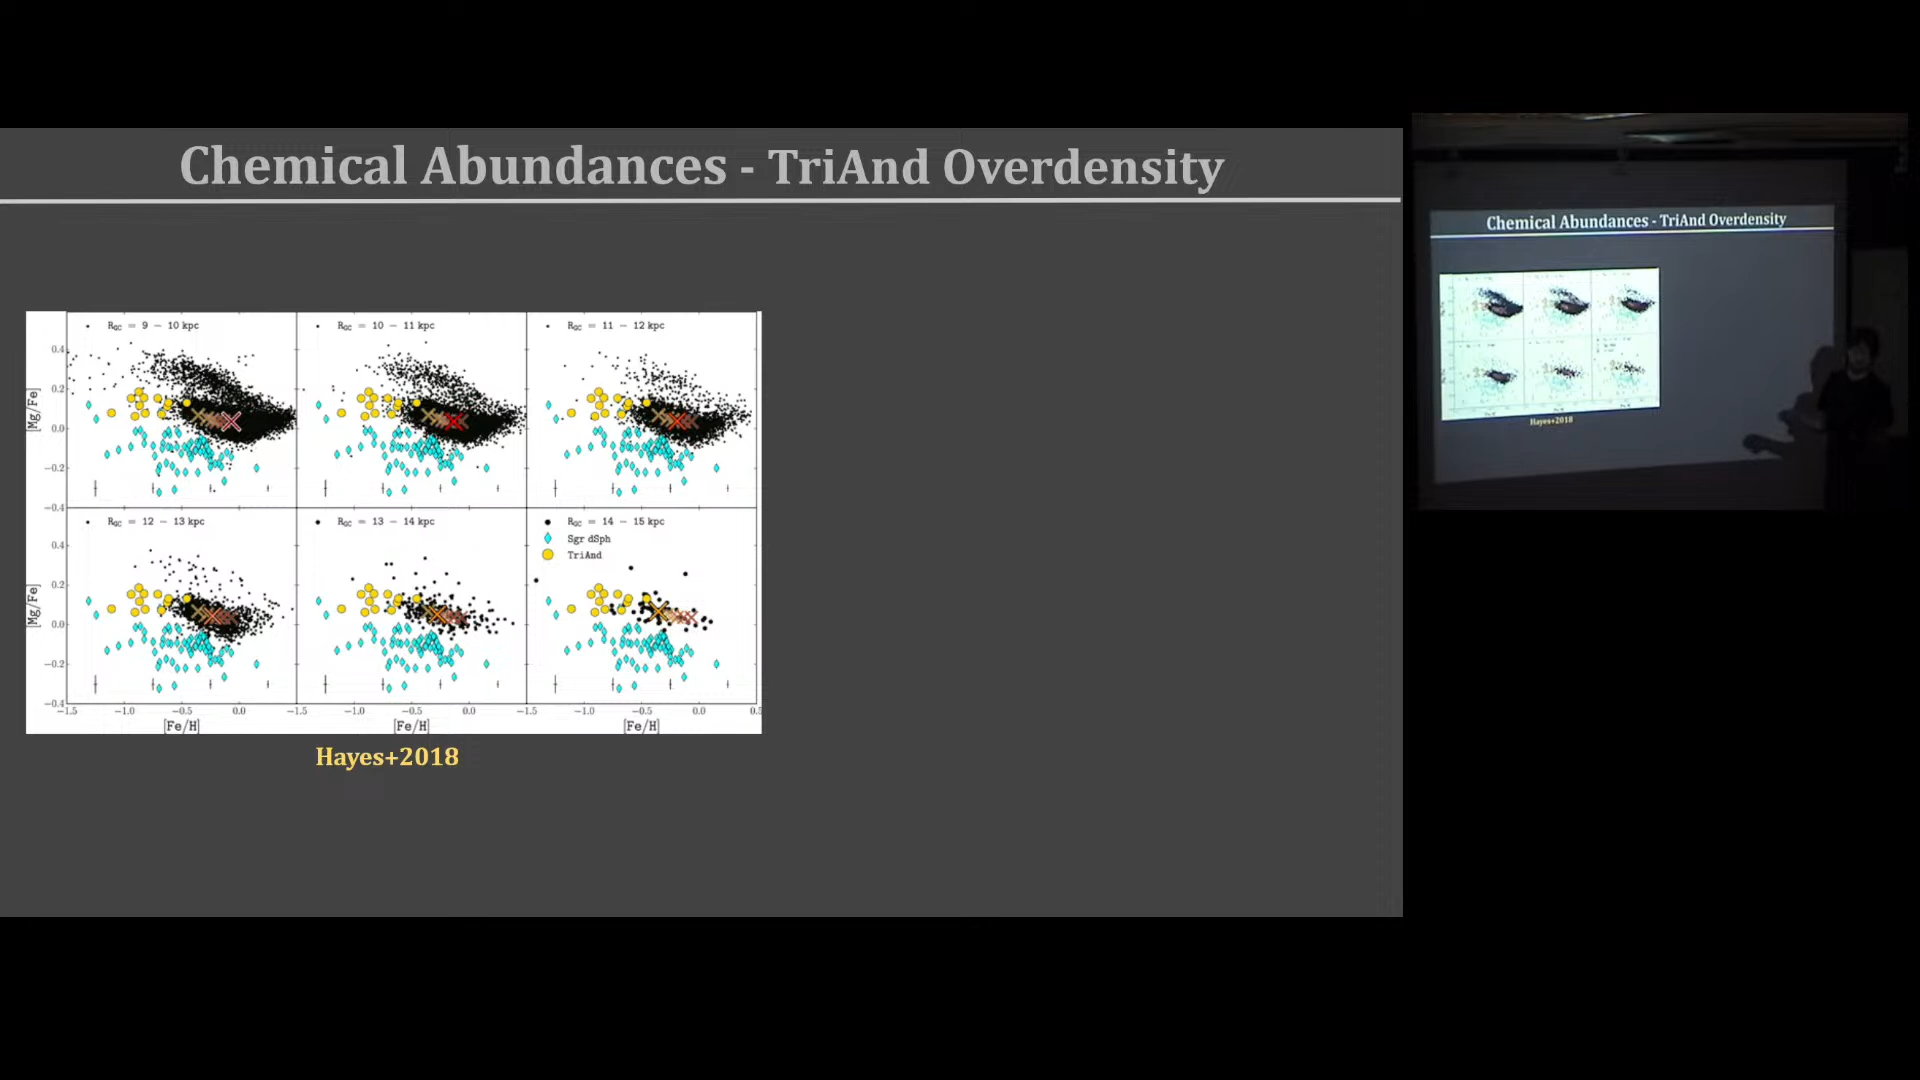 Chemical Abundances - TriAnd Overdensity
R_GC = 9 − 10 kpc
R_GC = 10 − 11 kpc
R_GC = 11 − 12 kpc
[Mg/Fe]
0.4
0.2
0.0
−0.2
−0.4
R_GC = 12 − 13 kpc
R_GC = 13 − 14 kpc
R_GC = 14 − 15 kpc
Sgr dSph
TriAnd
[Mg/Fe]
0.4
0.2
0.0
−0.2
−0.4
−1.5 −1.0 −0.5 0.0 −1.5 −1.0 −0.5 0.0 −1.5 −1.0 −0.5 0.0 0.5
[Fe/H] [Fe/H] [Fe/H]
Hayes+2018
Chemical Abundances - TriAnd Overdensity
Hayes+2018